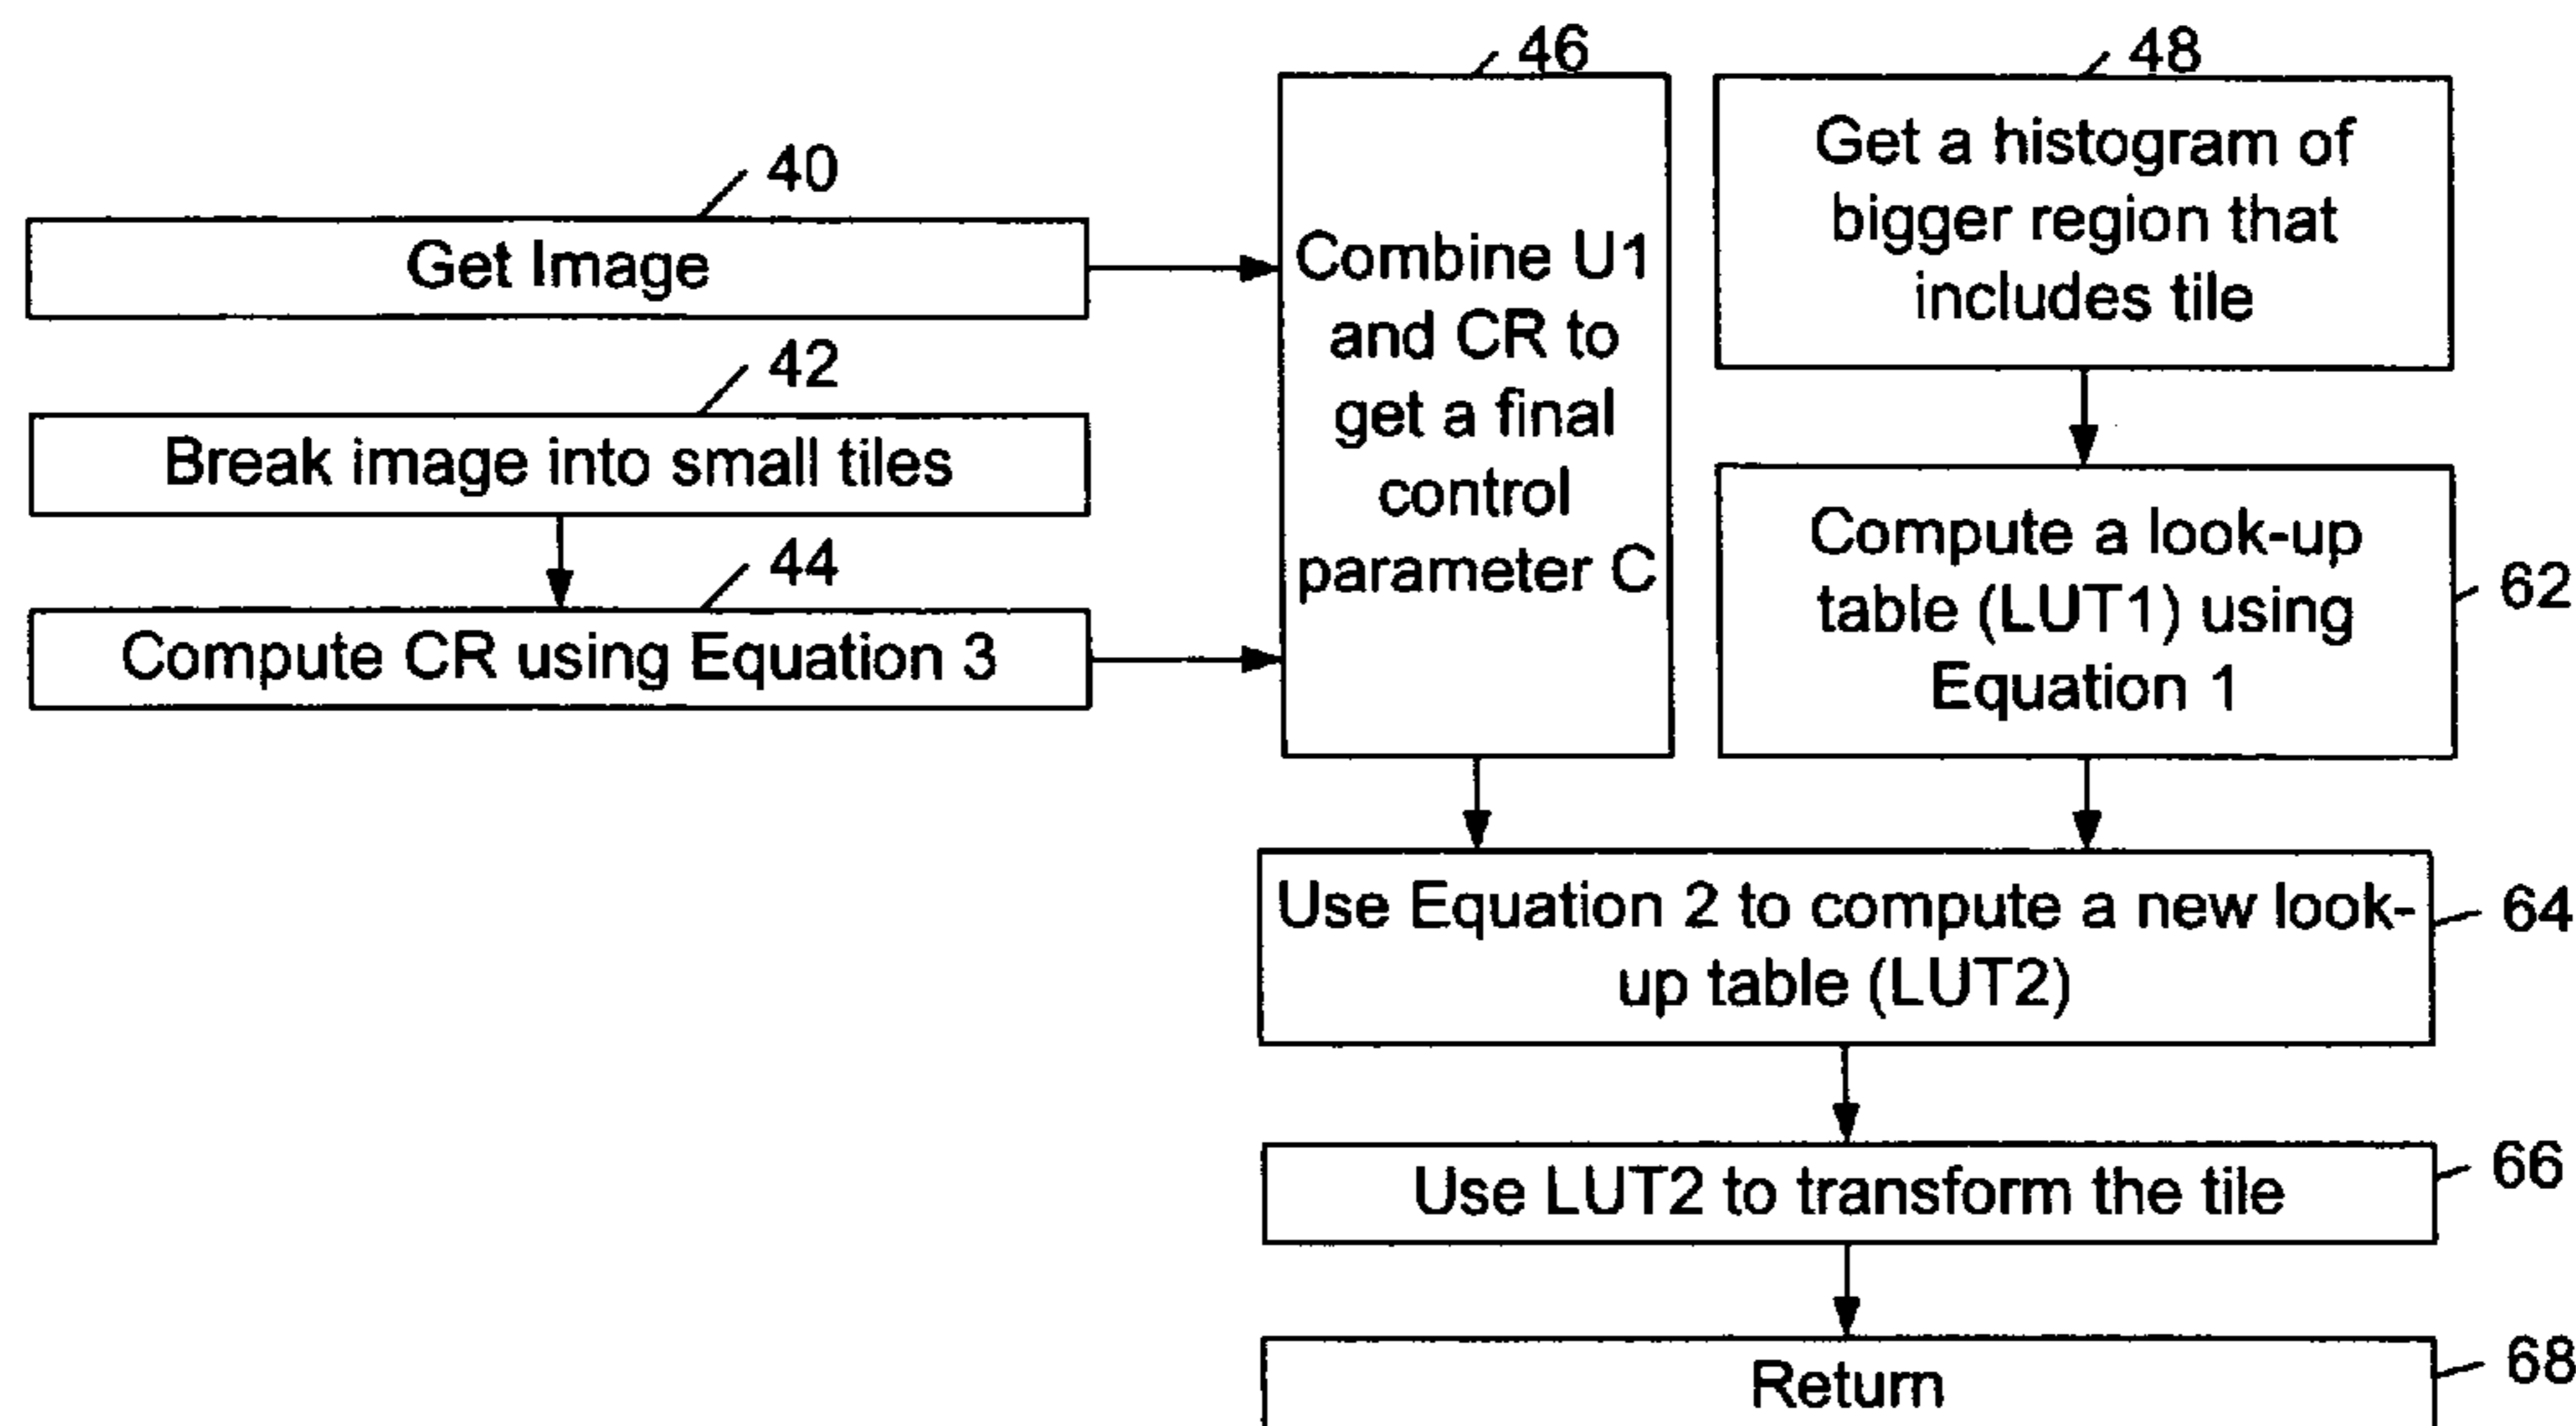 40
Get Image
42
Break image into small tiles
44
Compute CR using Equation 3
46
Combine U1
and CR to
get a final
control
parameter C
48
Get a histogram of
bigger region that
includes tile
Compute a look-up
table (LUT1) using
Equation 1
62
Use Equation 2 to compute a new look-
up table (LUT2)
64
Use LUT2 to transform the tile
66
Return
68